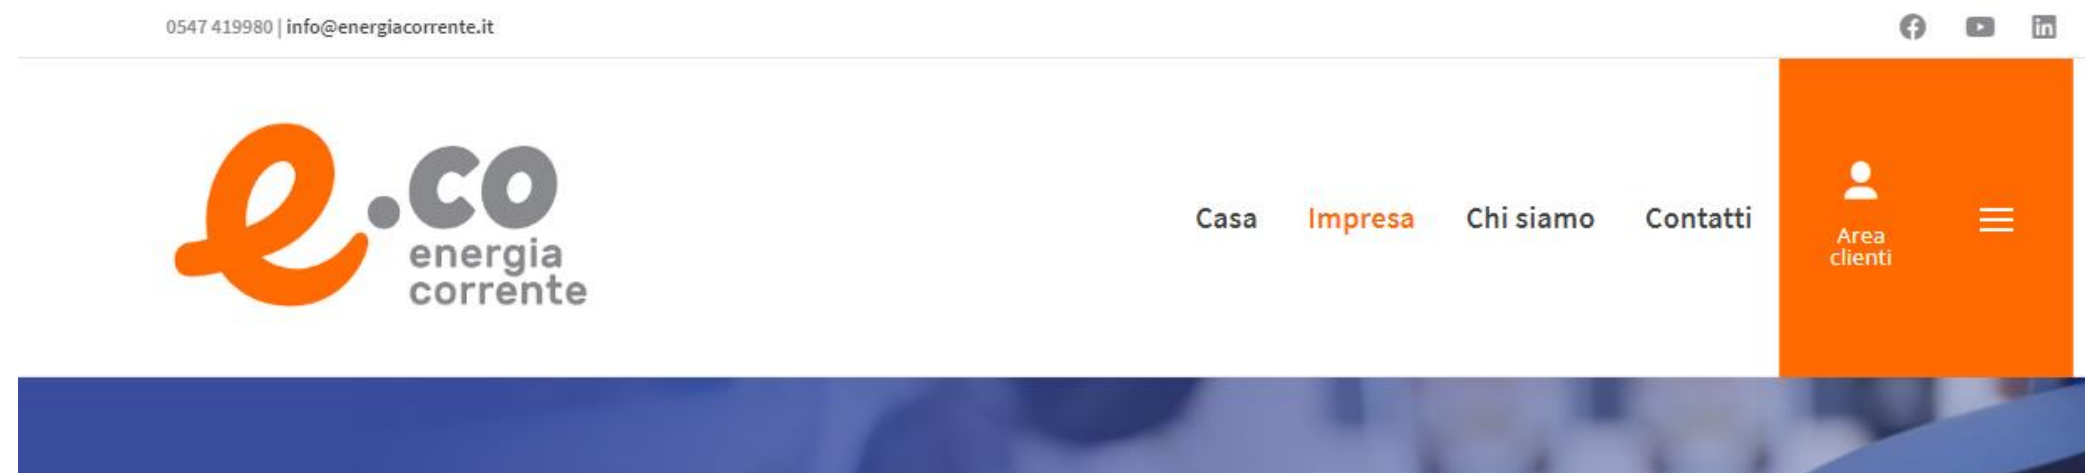 0547 419980 | info@energiacorrente.it
e.co
energia
corrente
Casa Impresa Chi siamo Contatti
Area
clienti